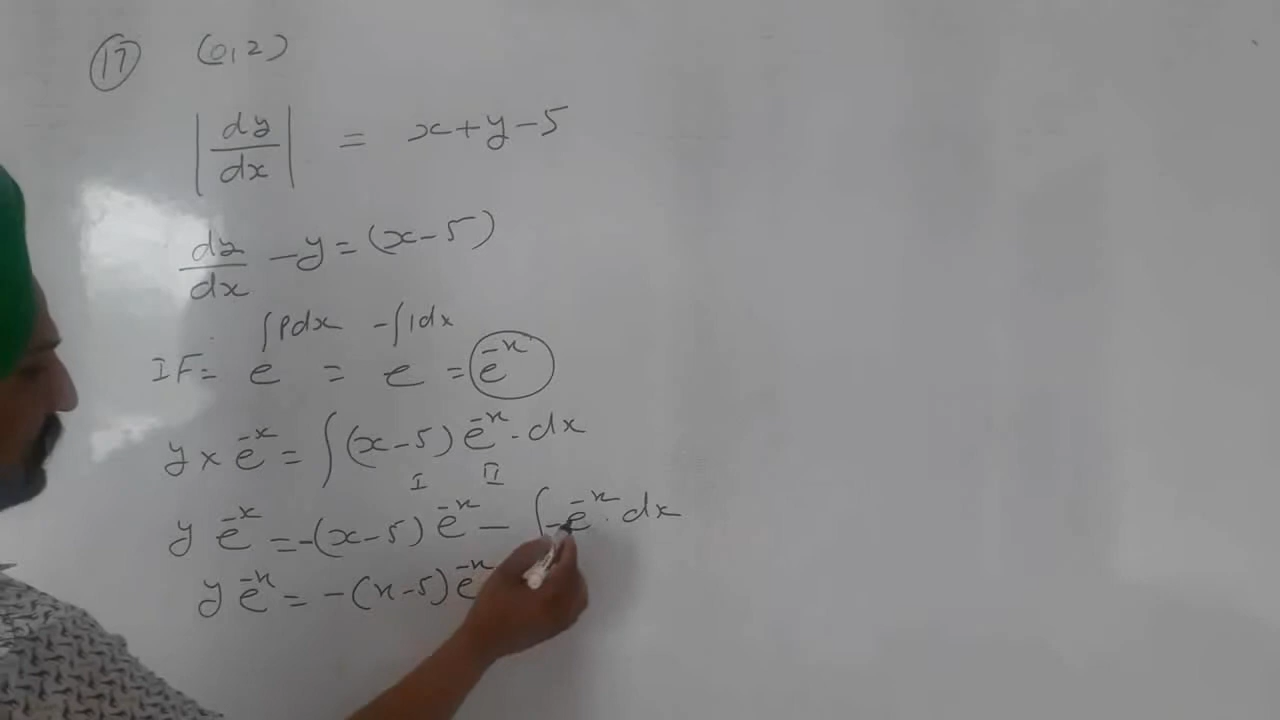 17 (0,2)
|dy/dx| = x+y-5
dy/dx -y = (x-5)
IF = e^∫Pdx = e^-∫1dx = e^-x
y x e^-x = ∫(x-5) e^-x . dx
I II
y e^-x = -(x-5) e^-x - ∫-e^-x . dx
y e^-x = -(x-5) e^-x